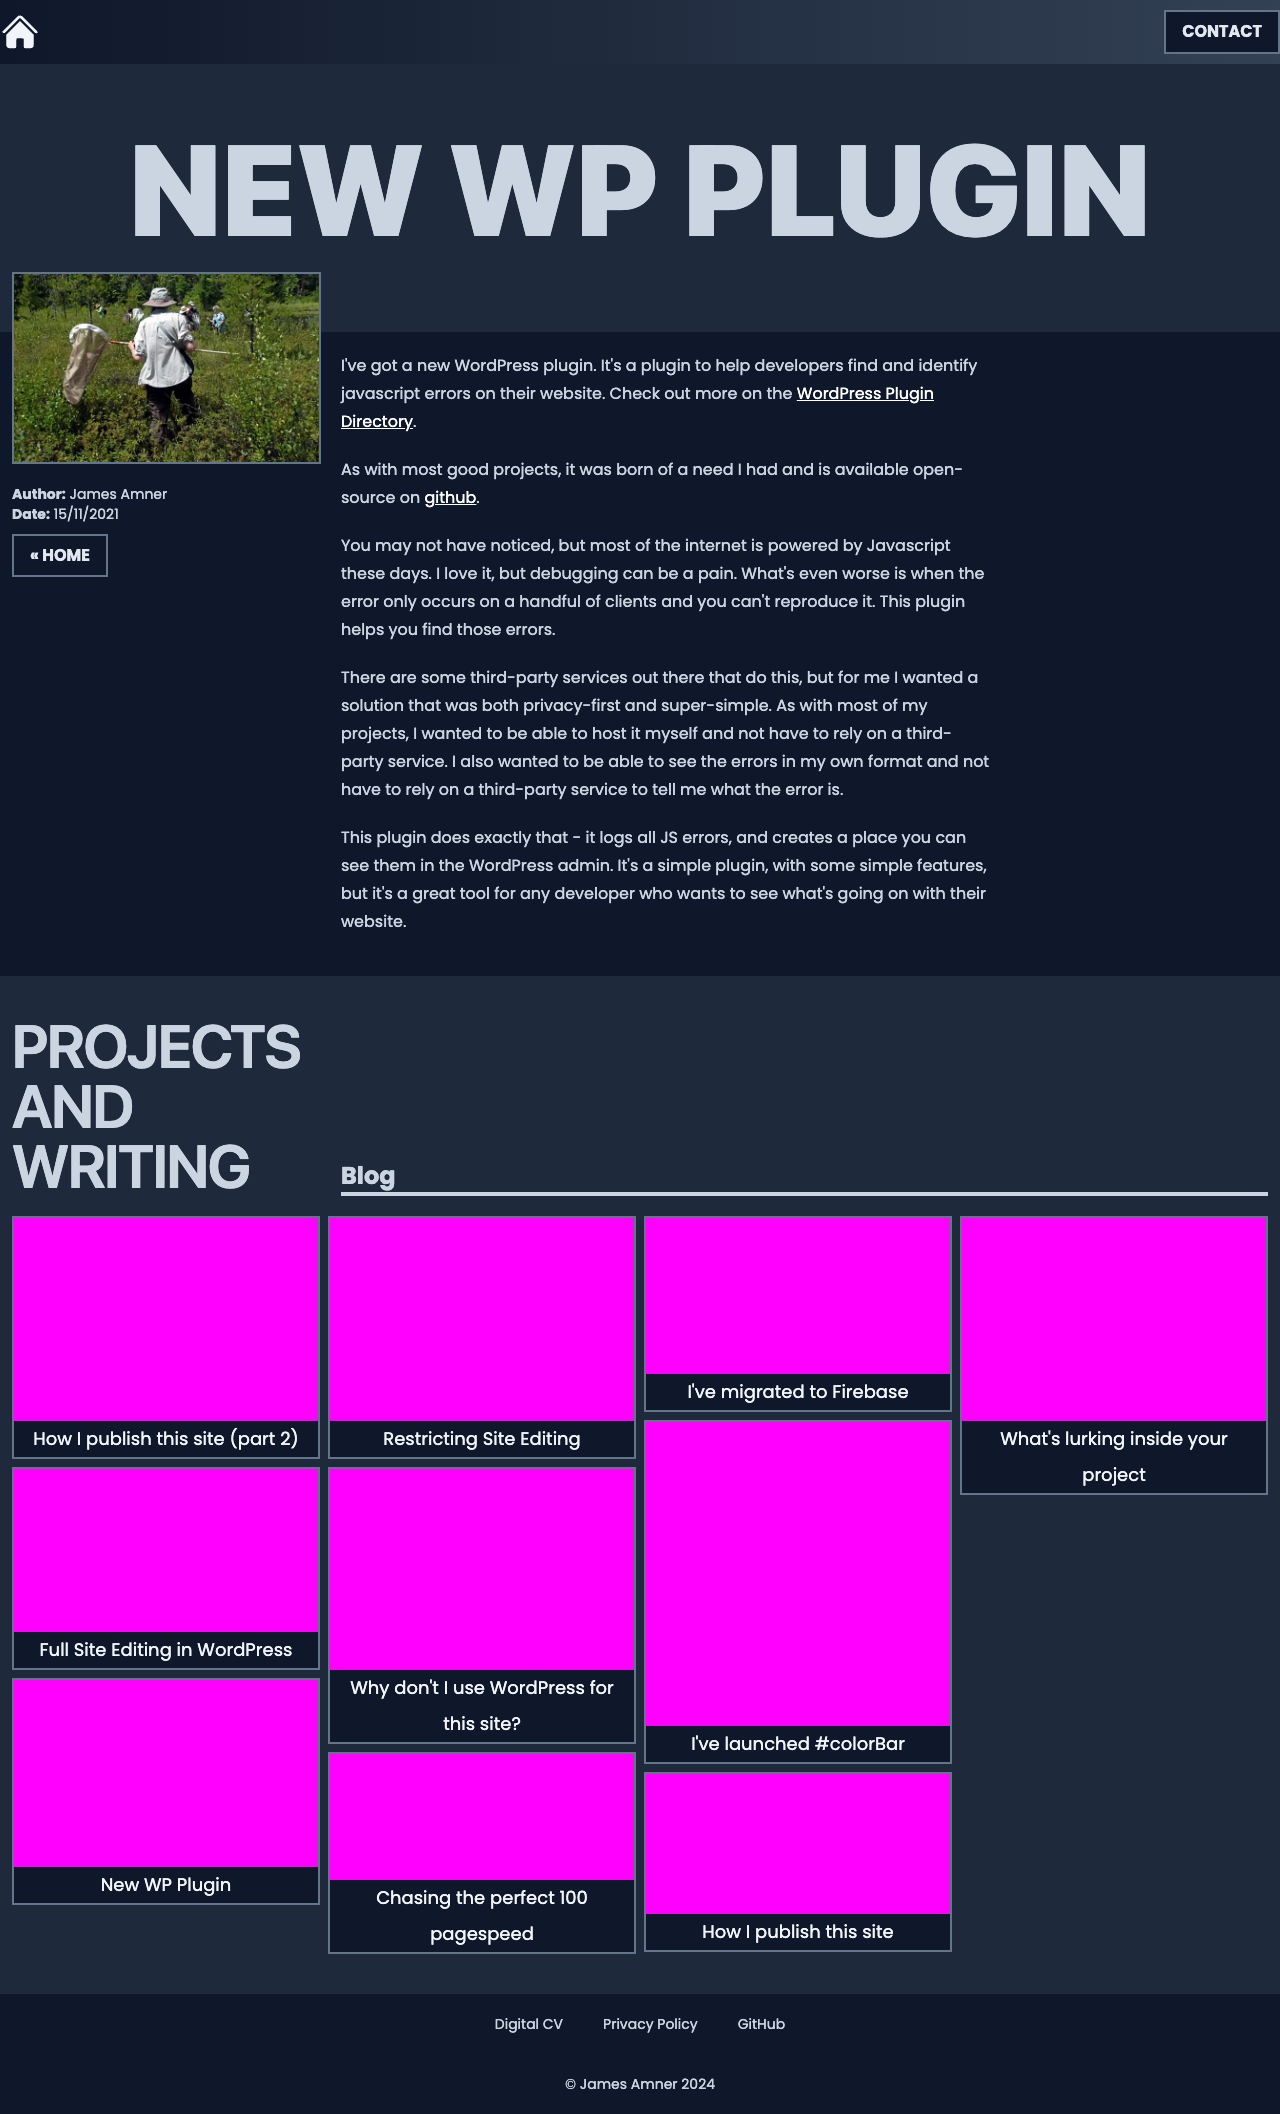 CONTACT
NEW WP PLUGIN
I've got a new WordPress plugin. It's a plugin to help developers find and identify
javascript errors on their website. Check out more on the WordPress Plugin
Directory.
As with most good projects, it was born of a need I had and is available open-
source on github.
You may not have noticed, but most of the internet is powered by Javascript
these days. I love it, but debugging can be a pain. What's even worse is when the
error only occurs on a handful of clients and you can't reproduce it. This plugin
helps you find those errors.
There are some third-party services out there that do this, but for me I wanted a
solution that was both privacy-first and super-simple. As with most of my
projects, I wanted to be able to host it myself and not have to rely on a third-
party service. I also wanted to be able to see the errors in my own format and not
have to rely on a third-party service to tell me what the error is.
This plugin does exactly that - it logs all JS errors, and creates a place you can
see them in the WordPress admin. It's a simple plugin, with some simple features,
but it's a great tool for any developer who wants to see what's going on with their
website.
Author: James Amner
Date: 15/11/2021
« HOME
PROJECTS
AND
WRITING
Blog
How I publish this site (part 2)
Restricting Site Editing
I've migrated to Firebase
What's lurking inside your
project
Full Site Editing in WordPress
Why don't I use WordPress for
this site?
I've launched #colorBar
New WP Plugin
Chasing the perfect 100
pagespeed
How I publish this site
Digital CV
Privacy Policy
GitHub
© James Amner 2024